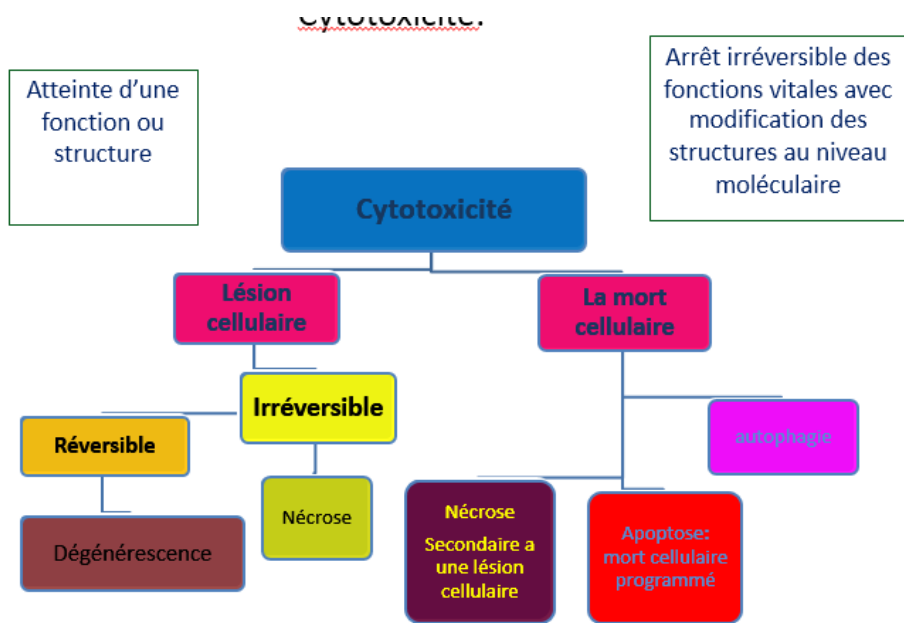 Cytotoxicité:
Atteinte d'une
fonction ou
structure
Arrêt irréversible des
fonctions vitales avec
modification des
structures au niveau
moléculaire
Cytotoxicité
Lésion
cellulaire
La mort
cellulaire
Irréversible
Réversible
autophagie
Nécrose
Dégénérescence
Nécrose
Secondaire a
une lésion
cellulaire
Apoptose:
mort cellulaire
programmé